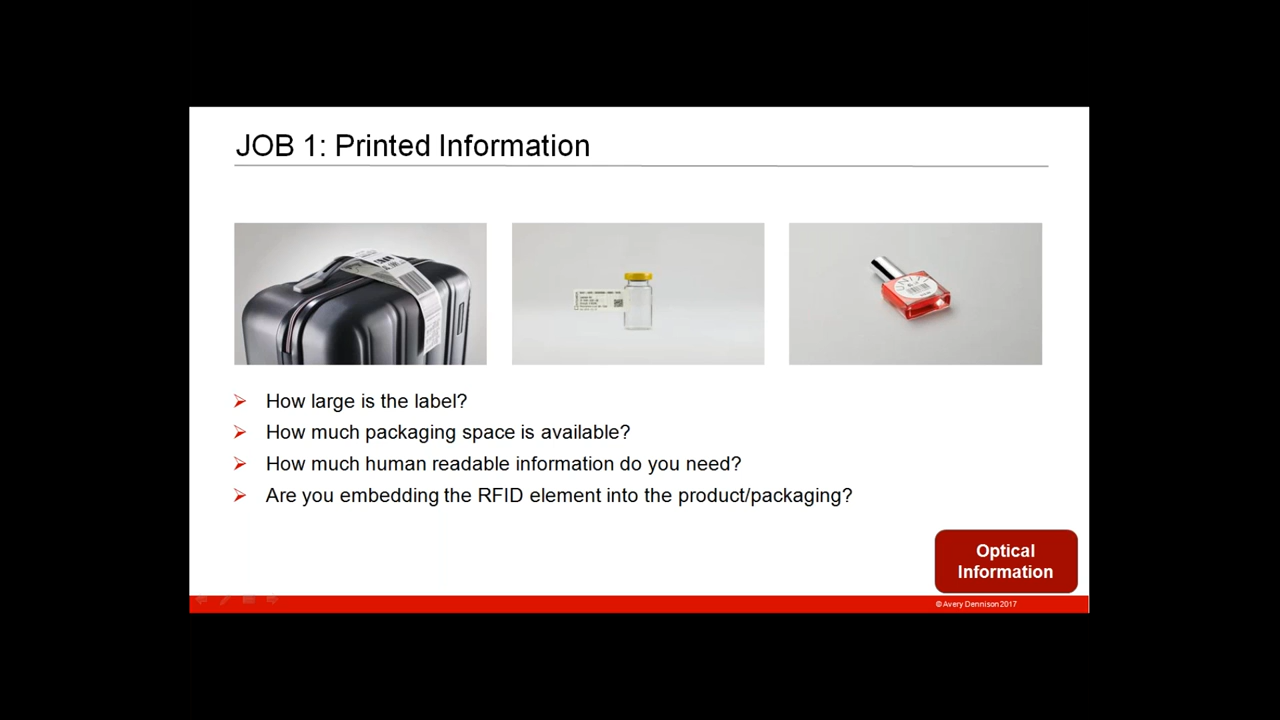 JOB 1: Printed Information
How large is the label?
How much packaging space is available?
How much human readable information do you need?
Are you embedding the RFID element into the product/packaging?
Optical
Information
© Avery Dennison 2017